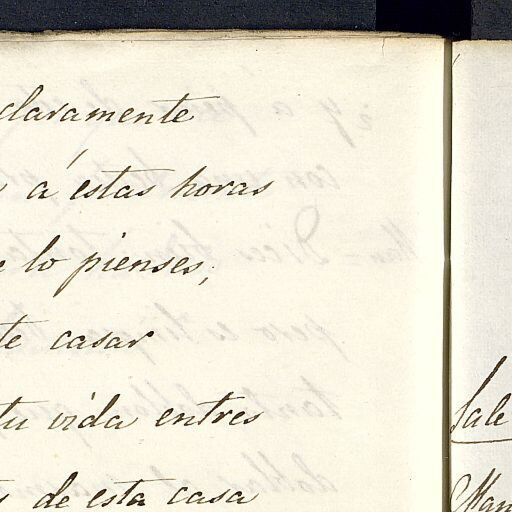 claramente
á estas horas
lo pienses,
te casar
tu vida entres
de esta casa
Sale